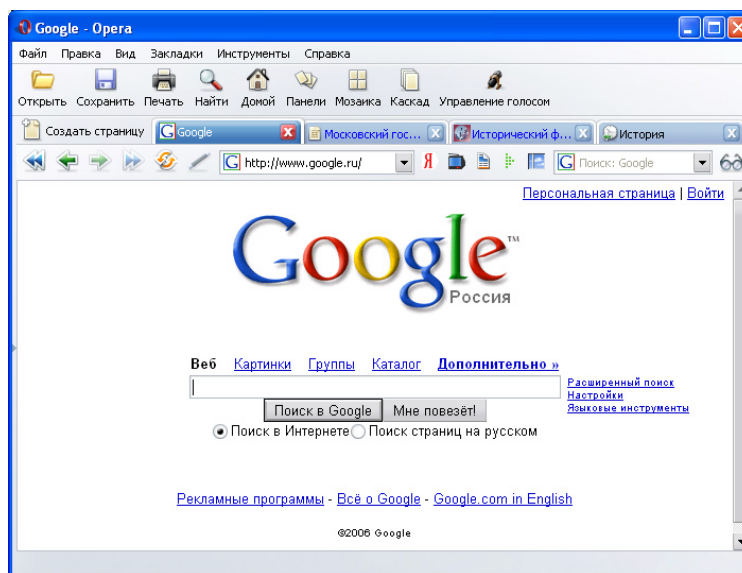 Google - Opera
Файл Правка Вид Закладки Инструменты Справка
Открыть Сохранить Печать Найти Домой Панели Мозаика Каскад Управление голосом
Создать страницу Google Московский гос... Исторический ф... История
http://www.google.ru/ Я Поиск: Google
Персональная страница | Войти
Google™
Россия
Веб Картинки Группы Каталог Дополнительно »
Расширенный поиск
Настройки
Языковые инструменты
Поиск в Google Мне повезёт!
Поиск в Интернете Поиск страниц на русском
Рекламные программы - Всё о Google - Google.com in English
©2006 Google